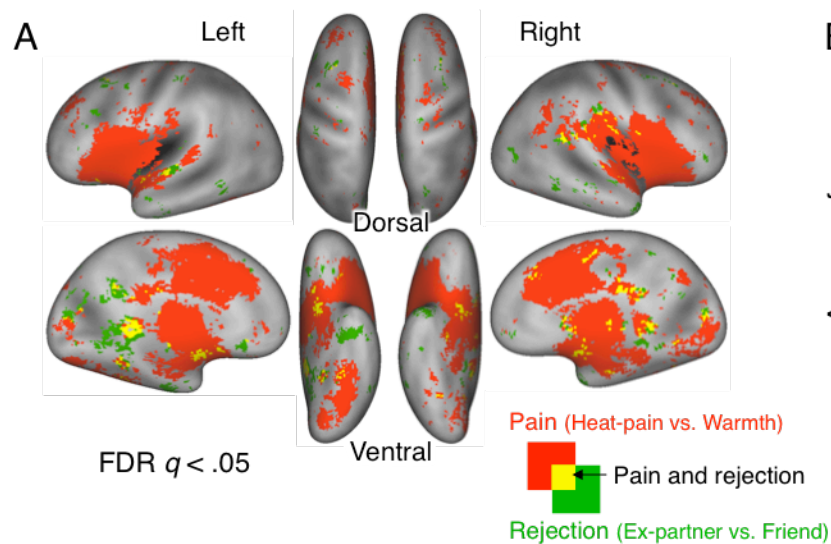 A
Left
Right
Dorsal
Ventral
FDR q < .05
Pain (Heat-pain vs. Warmth)
Pain and rejection
Rejection (Ex-partner vs. Friend)